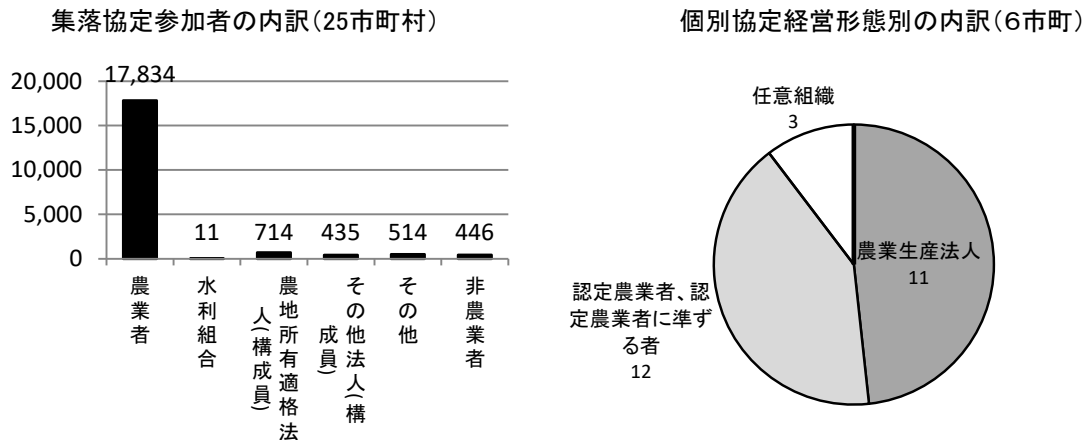 集落協定参加者の内訳（25市町村）
20,000
15,000
10,000
5,000
0
17,834
11
714
435
514
446
農業者
水利組合
農地所有適格法
人(構成員)
その他法人(構
成員)
その他
非農業者
個別協定経営形態別の内訳（６市町）
任意組織
3
農業生産法人
11
認定農業者、認
定農業者に準ず
る者
12